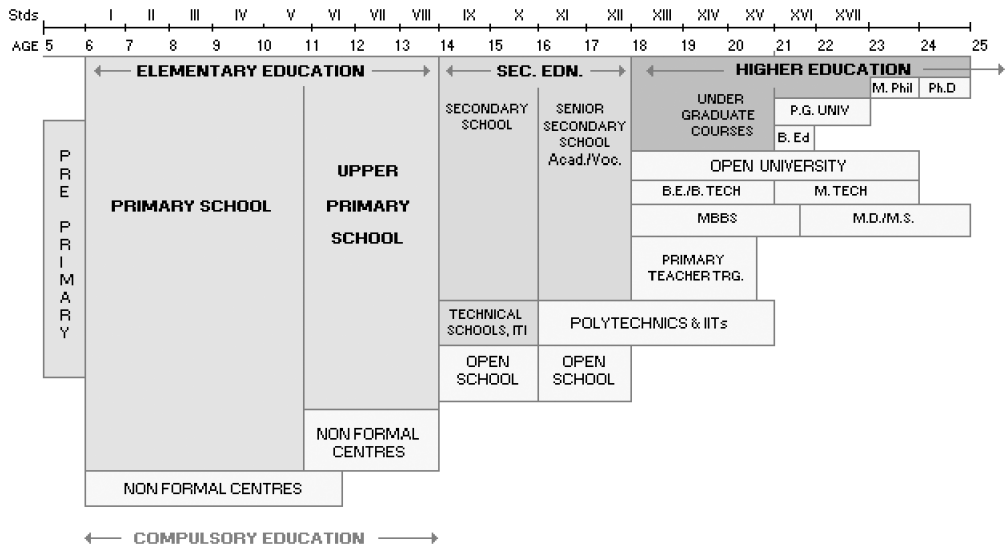 Stds I II III IV V VI VII VIII IX X XI XII XIII XIV XV XVI XVII
AGE 5 6 7 8 9 10 11 12 13 14 15 16 17 18 19 20 21 22 23 24 25
ELEMENTARY EDUCATION
SEC. EDN.
HIGHER EDUCATION
M. Phil
Ph.D
PRE PRIMARY
PRIMARY SCHOOL
UPPER
PRIMARY
SCHOOL
SECONDARY
SCHOOL
SENIOR
SECONDARY
SCHOOL
Acad./Voc.
UNDER
GRADUATE
COURSES
P.G. UNIV
B. Ed
OPEN UNIVERSITY
B.E./B. TECH
M. TECH
MBBS
M.D./M.S.
PRIMARY
TEACHER TRG.
TECHNICAL
SCHOOLS, ITI
POLYTECHNICS & IITs
OPEN
SCHOOL
OPEN
SCHOOL
NON FORMAL
CENTRES
NON FORMAL CENTRES
COMPULSORY EDUCATION